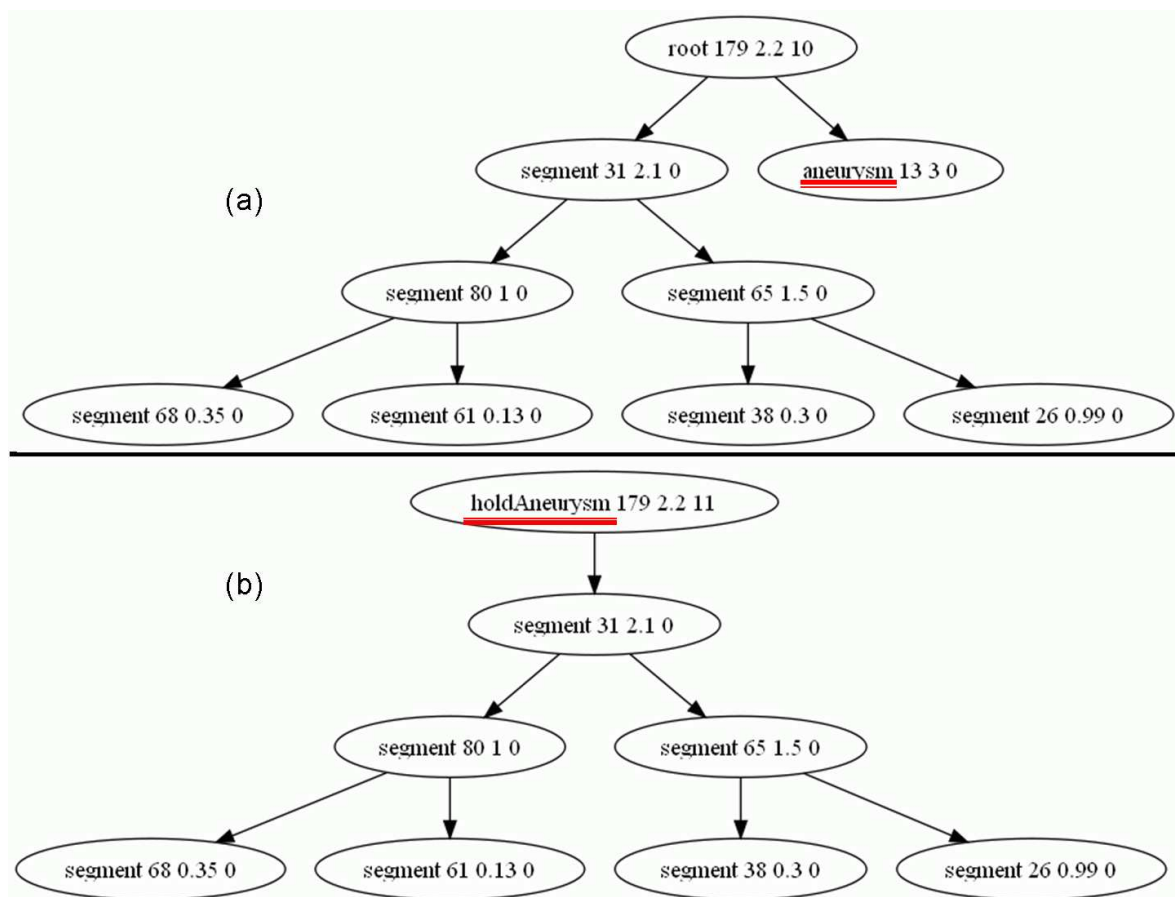 root 179 2.2 10
segment 31 2.1 0
aneurysm 13 3 0
(a)
segment 80 1 0
segment 65 1.5 0
segment 68 0.35 0
segment 61 0.13 0
segment 38 0.3 0
segment 26 0.99 0
holdAneurysm 179 2.2 11
(b)
segment 31 2.1 0
segment 80 1 0
segment 65 1.5 0
segment 68 0.35 0
segment 61 0.13 0
segment 38 0.3 0
segment 26 0.99 0